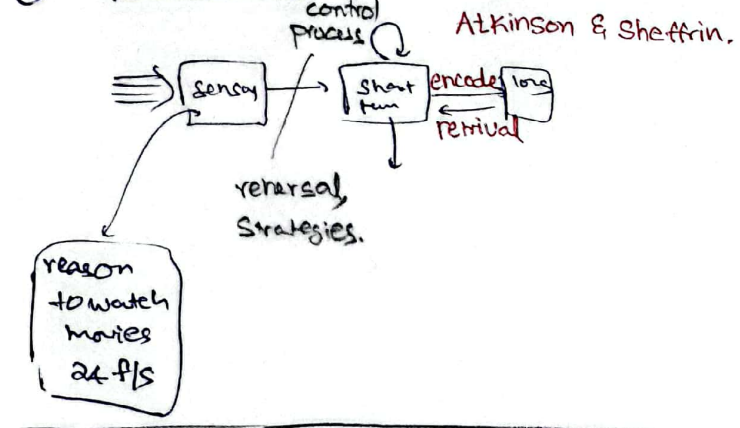 control
process
Atkinson & Sheffrin.
sensory
short
term
encode
long
retrival
rehersal,
Strategies.
reason
to watch
movies
24 f/s